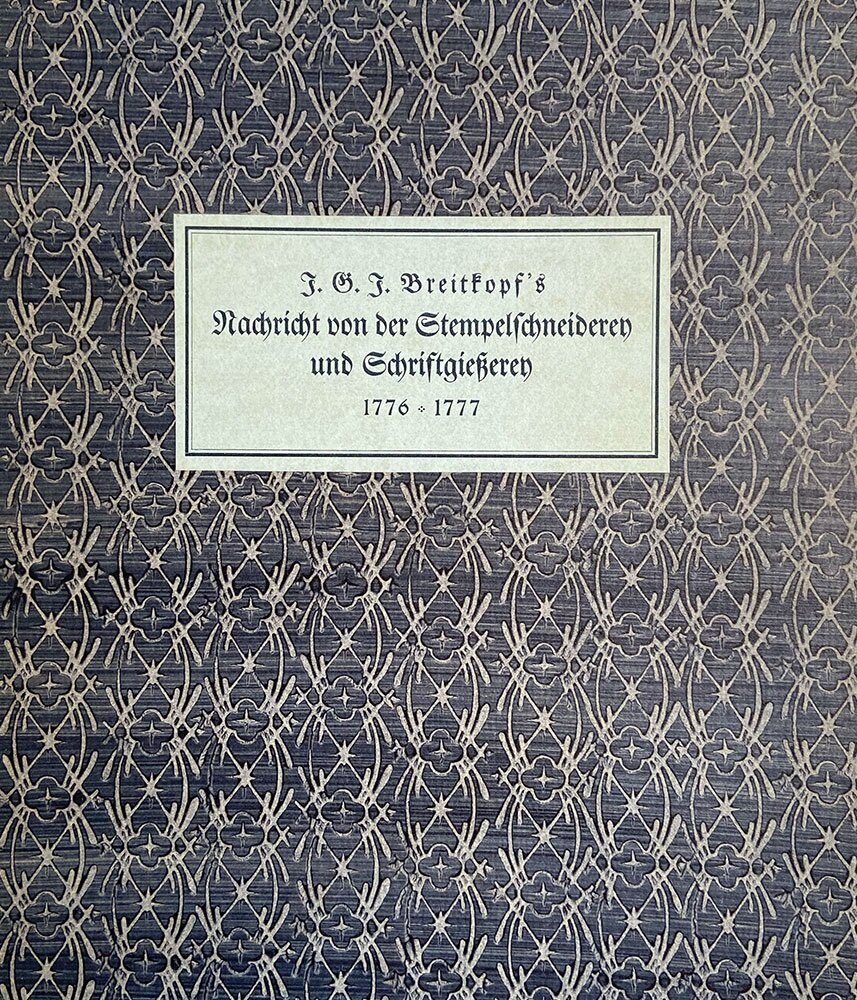 J. G. J. Breitkopf's
Nachricht von der Stempelſchneiderey
und Schriftgießerey
1776 ⁘ 1777